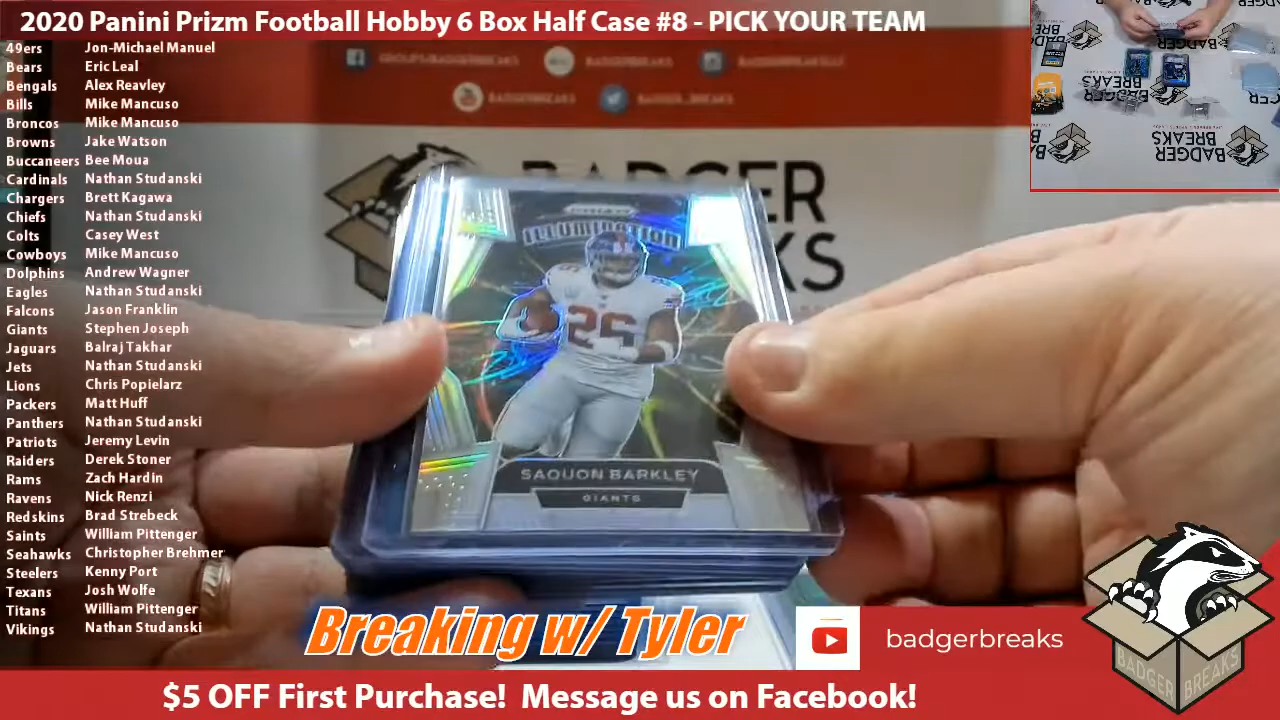 2020 Panini Prizm Football Hobby 6 Box Half Case #8 - PICK YOUR TEAM
49ers Jon-Michael Manuel
Bears Eric Leal
Bengals Alex Reavley
Bills Mike Mancuso
Broncos Mike Mancuso
Browns Jake Watson
Buccaneers Bee Moua
Cardinals Nathan Studanski
Chargers Brett Kagawa
Chiefs Nathan Studanski
Colts Casey West
Cowboys Mike Mancuso
Dolphins Andrew Wagner
Eagles Nathan Studanski
Falcons Jason Franklin
Giants Stephen Joseph
Jaguars Balraj Takhar
Jets Nathan Studanski
Lions Chris Popielarz
Packers Matt Huff
Panthers Nathan Studanski
Patriots Jeremy Levin
Raiders Derek Stoner
Rams Zach Hardin
Ravens Nick Renzi
Redskins Brad Strebeck
Saints William Pittenger
Seahawks Christopher Brehmer
Steelers Kenny Port
Texans Josh Wolfe
Titans William Pittenger
Vikings Nathan Studanski
BADGER
BREAKS
PRIZM
ILLUMINATION
25
SAQUON BARKLEY
GIANTS
BADGER
BREAKS
BADGER
BREAKS
Breaking w/ Tyler
badgerbreaks
BADGER BREAKS
$5 OFF First Purchase! Message us on Facebook!